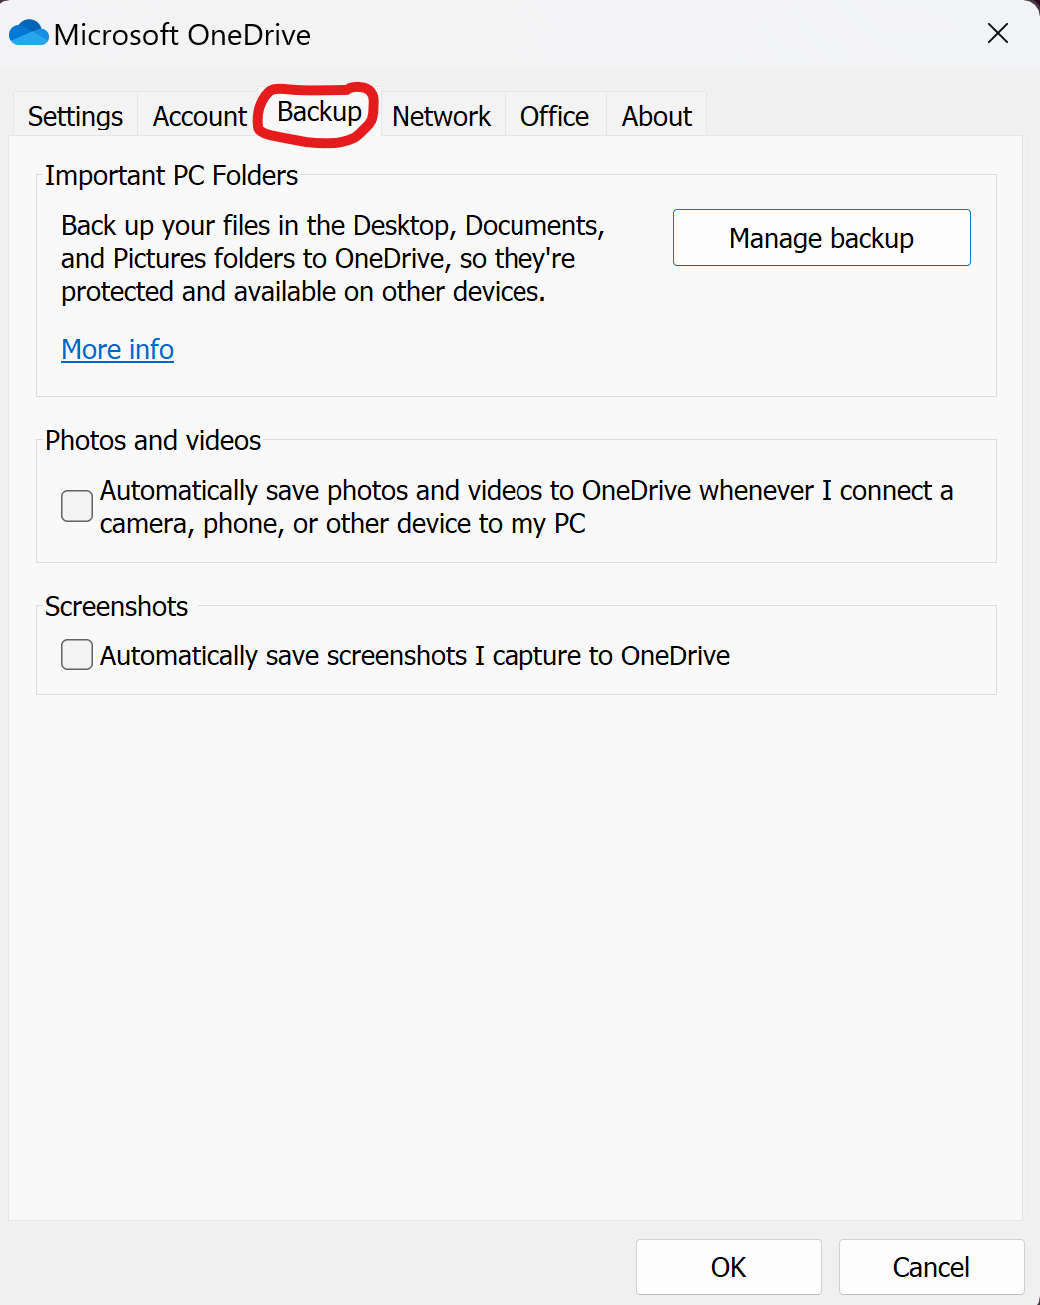 Microsoft OneDrive
Settings Account Backup Network Office About
Important PC Folders
Back up your files in the Desktop, Documents,
and Pictures folders to OneDrive, so they're
protected and available on other devices.
Manage backup
More info
Photos and videos
Automatically save photos and videos to OneDrive whenever I connect a
camera, phone, or other device to my PC
Screenshots
Automatically save screenshots I capture to OneDrive
OK Cancel